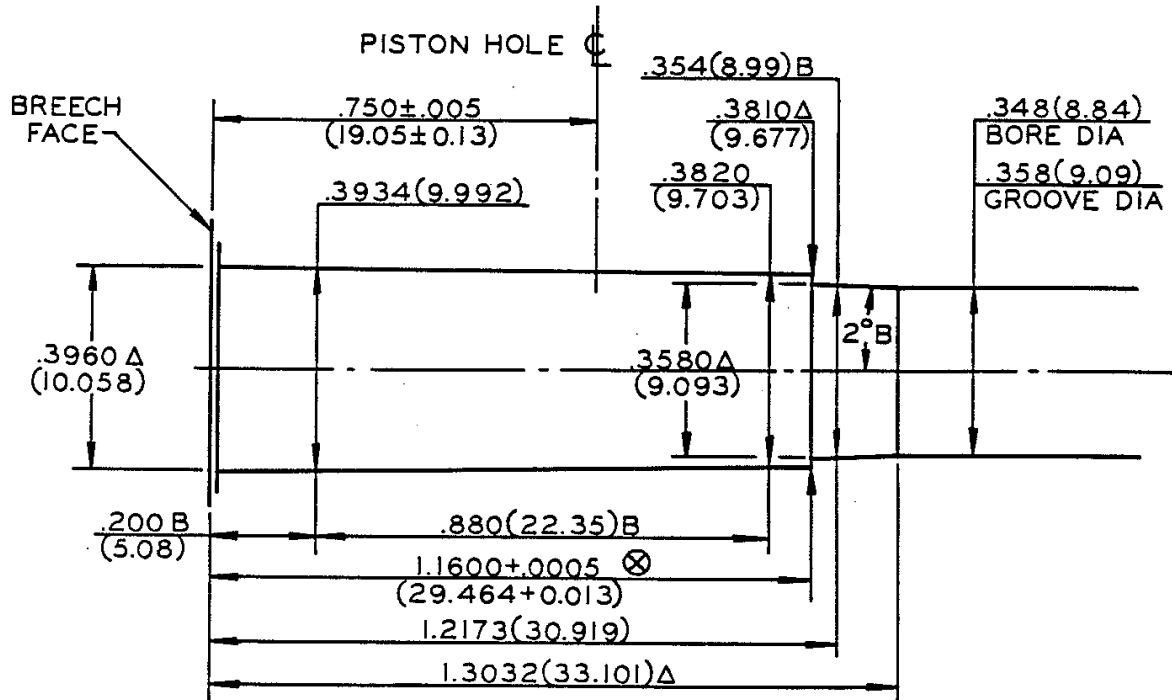 PISTON HOLE ℄
.354(8.99)B
BREECH
FACE
.750±.005
(19.05±0.13)
.3810Δ
(9.677)
.348(8.84)
BORE DIA
.3934(9.992)
.3820
(9.703)
.358(9.09)
GROOVE DIA
.3960Δ
(10.058)
.3580Δ
(9.093)
2°B
.200 B
(5.08)
.880(22.35)B
1.1600+.0005 ⊗
(29.464+0.013)
1.2173(30.919)
1.3032(33.101)Δ